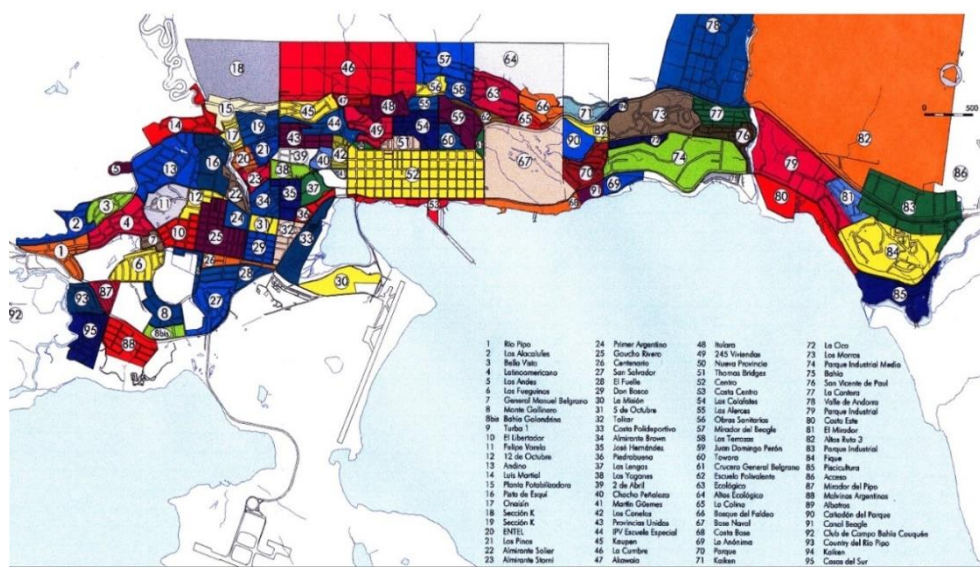 1 Río Pipo
2 Los Alacalufes
3 Bella Vista
4 Latinoamericano
5 Los Andes
6 Los Fueguinos
7 General Manuel Belgrano
8 Monte Gallinero
8bis Bahía Golondrina
9 Turba 1
10 El Libertador
11 Felipe Varela
12 12 de Octubre
13 Andino
14 Luis Martial
15 Planta Potabilizadora
16 Pista de Esquí
17 Onaisín
18 Sección K
19 Sección K
20 ENTEL
21 Los Pinos
22 Almirante Solier
23 Almirante Storni
24 Primer Argentino
25 Gaucho Rivero
26 Centenario
27 San Salvador
28 El Fuelle
29 Don Bosco
30 La Misión
31 5 de Octubre
32 Tolkar
33 Costa Polideportivo
34 Almirante Brown
35 José Hernández
36 Piedrabuena
37 Las Lengas
38 Los Yaganes
39 2 de Abril
40 Chacho Peñaloza
41 Martín Güemes
42 Los Canelos
43 Provincias Unidas
44 IPV Escuela Especial
45 Kaupen
46 La Cumbre
47 Akawaia
48 Itulara
49 245 Viviendas
50 Nueva Provincia
51 Thomas Bridges
52 Centro
53 Costa Centro
54 Los Calafates
55 Los Alerces
56 Obras Sanitarias
57 Mirador del Beagle
58 Las Terrazas
59 Juan Domingo Perón
60 Towora
61 Crucero General Belgrano
62 Escuela Polivalente
63 Ecológico
64 Altos Ecológico
65 La Colina
66 Bosque del Faldeo
67 Base Naval
68 Costa Base
69 La Anónima
70 Parque
71 Kaiken
72 La Oca
73 Los Morros
74 Parque Industrial Medio
75 Bahía
76 San Vicente de Paul
77 La Cantera
78 Valle de Andorra
79 Parque Industrial
80 Costa Este
81 El Mirador
82 Altos Ruta 3
83 Parque Industrial
84 Pique
85 Piscicultura
86 Acceso
87 Mirador del Pipo
88 Malvinas Argentinas
89 Albatros
90 Cañadón del Parque
91 Canal Beagle
92 Club de Campo Bahía Cauquén
93 Country del Río Pipo
94 Kaiken
95 Casas del Sur
0 500